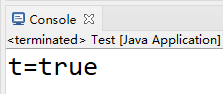 Console
<terminated> Test [Java Application]
t=true